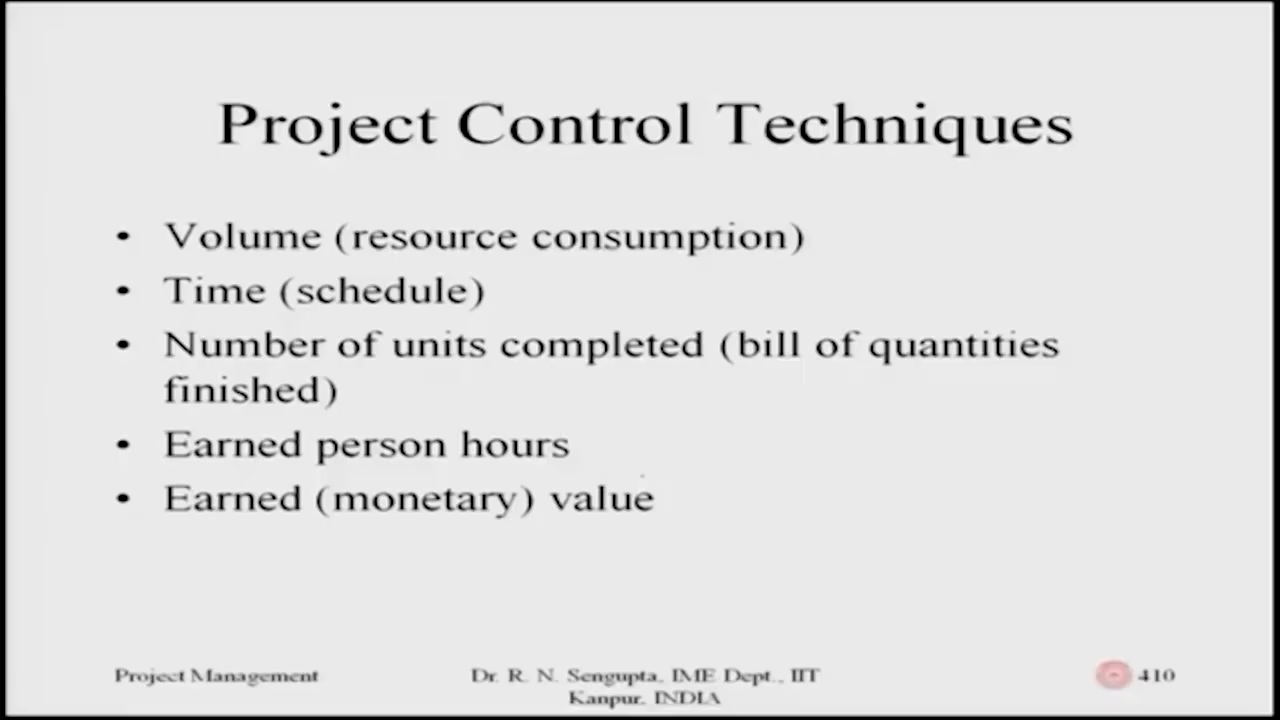 Project Control Techniques
• Volume (resource consumption)
• Time (schedule)
• Number of units completed (bill of quantities
finished)
• Earned person hours
• Earned (monetary) value
Project Management
Dr. R. N. Sengupta, IME Dept., IIT
Kanpur, INDIA
410